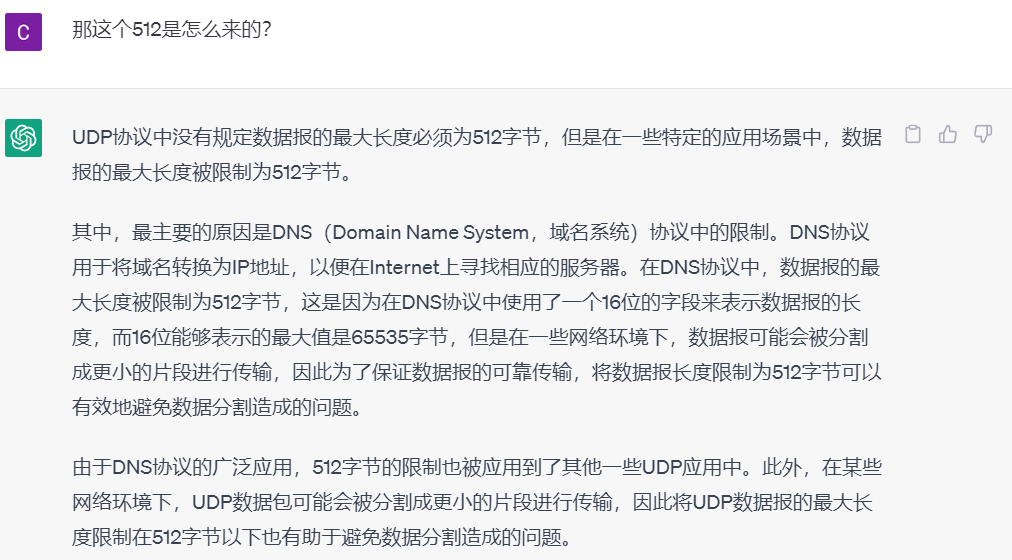 C
那这个512是怎么来的？
UDP协议中没有规定数据报的最大长度必须为512字节，但是在一些特定的应用场景中，数据
报的最大长度被限制为512字节。
其中，最主要的原因是DNS（Domain Name System，域名系统）协议中的限制。DNS协议
用于将域名转换为IP地址，以便在Internet上寻找相应的服务器。在DNS协议中，数据报的最
大长度被限制为512字节，这是因为在DNS协议中使用了一个16位的字段来表示数据报的长
度，而16位能够表示的最大值是65535字节，但是在一些网络环境下，数据报可能会被分割
成更小的片段进行传输，因此为了保证数据报的可靠传输，将数据报长度限制为512字节可以
有效地避免数据分割造成的问题。
由于DNS协议的广泛应用，512字节的限制也被应用到了其他一些UDP应用中。此外，在某些
网络环境下，UDP数据包可能会被分割成更小的片段进行传输，因此将UDP数据报的最大长
度限制在512字节以下也有助于避免数据分割造成的问题。